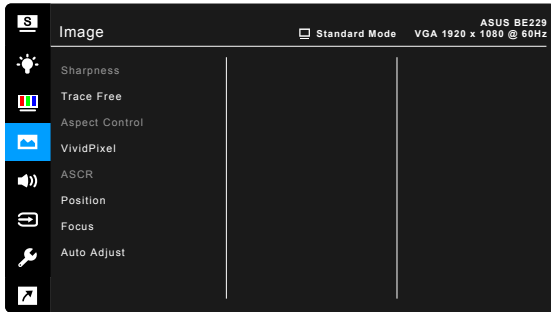 S
Image
Standard Mode
ASUS BE229
VGA 1920 x 1080 @ 60Hz
Sharpness
Trace Free
Aspect Control
VividPixel
ASCR
Position
Focus
Auto Adjust